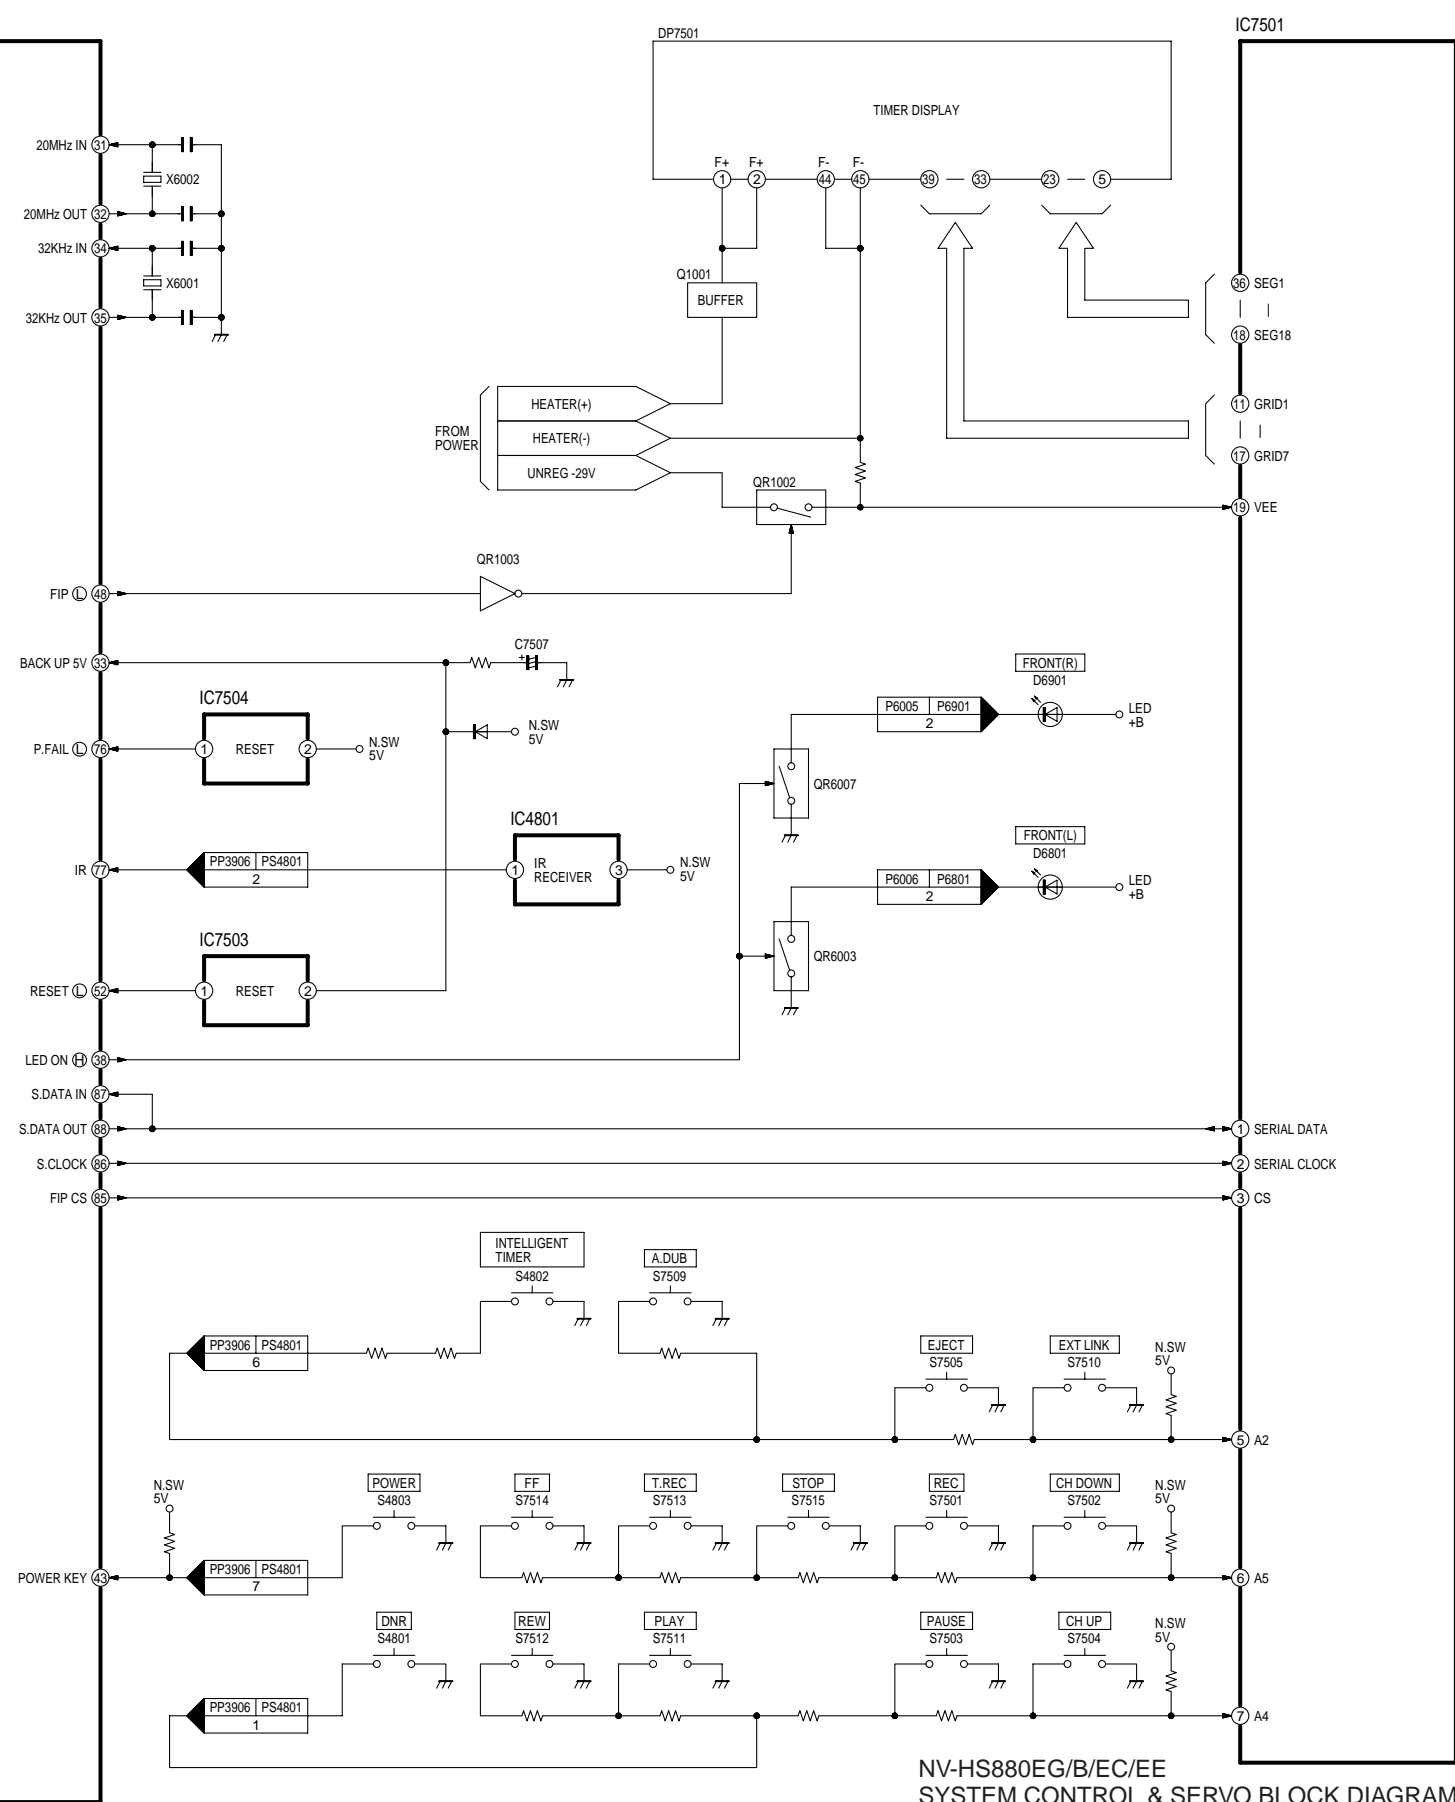 IC7501
DP7501
TIMER DISPLAY
20MHz IN 31
X6002
20MHz OUT 32
32KHz IN 34
X6001
32KHz OUT 35
F+ F+ F- F-
1 2 44 45 39 — 33 23 — 5
Q1001
BUFFER
36 SEG1
18 SEG18
FROM
POWER
HEATER(+)
HEATER(-)
UNREG -29V
11 GRID1
17 GRID7
QR1002
19 VEE
QR1003
FIP L 48
BACK UP 5V 33
C7507
+
IC7504
P.FAIL L 76
1 RESET 2
N.SW
5V
N.SW
5V
FRONT(R)
D6901
P6005 P6901
2
LED
+B
QR6007
IC4801
IR 77
PP3906 PS4801
2
1 IR
RECEIVER 3
N.SW
5V
FRONT(L)
D6801
P6006 P6801
2
LED
+B
QR6003
IC7503
RESET L 52
1 RESET 2
LED ON H 38
S.DATA IN 87
S.DATA OUT 88
1 SERIAL DATA
S.CLOCK 86
2 SERIAL CLOCK
FIP CS 85
3 CS
INTELLIGENT
TIMER
S4802
A.DUB
S7509
PP3906 PS4801
6
EJECT
S7505
EXT LINK
S7510
N.SW
5V
5 A2
N.SW
5V
POWER
S4803
FF
S7514
T.REC
S7513
STOP
S7515
REC
S7501
CH DOWN
S7502
N.SW
5V
POWER KEY 43
PP3906 PS4801
7
6 A5
DNR
S4801
REW
S7512
PLAY
S7511
PAUSE
S7503
CH UP
S7504
N.SW
5V
PP3906 PS4801
1
7 A4
NV-HS880EG/B/EC/EE
SYSTEM CONTROL & SERVO BLOCK DIAGRAM